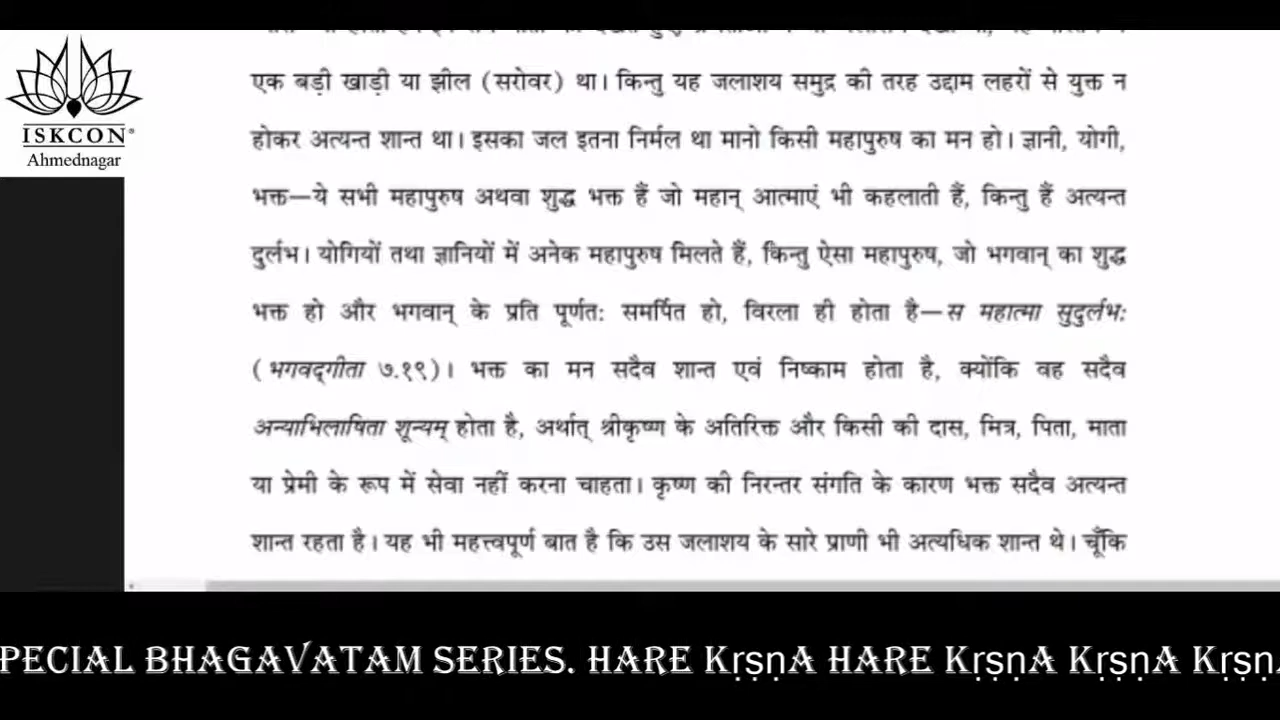 एक बड़ी खाड़ी या झील (सरोवर) था। किन्तु यह जलाशय समुद्र की तरह उद्दाम लहरों से युक्त न
होकर अत्यन्त शान्त था। इसका जल इतना निर्मल था मानो किसी महापुरुष का मन हो। ज्ञानी, योगी,
भक्त—ये सभी महापुरुष अथवा शुद्ध भक्त हैं जो महान् आत्माएं भी कहलाती हैं, किन्तु हैं अत्यन्त
दुर्लभ। योगियों तथा ज्ञानियों में अनेक महापुरुष मिलते हैं, किन्तु ऐसा महापुरुष, जो भगवान् का शुद्ध
भक्त हो और भगवान् के प्रति पूर्णत: समर्पित हो, विरला ही होता है—स महात्मा सुदुर्लभ:
(भगवद्गीता ७.१९)। भक्त का मन सदैव शान्त एवं निष्काम होता है, क्योंकि वह सदैव
अन्याभिलाषिता शून्यम् होता है, अर्थात् श्रीकृष्ण के अतिरिक्त और किसी की दास, मित्र, पिता, माता
या प्रेमी के रूप में सेवा नहीं करना चाहता। कृष्ण की निरन्तर संगति के कारण भक्त सदैव अत्यन्त
शान्त रहता है। यह भी महत्त्वपूर्ण बात है कि उस जलाशय के सारे प्राणी भी अत्यधिक शान्त थे। चूँकि
ISKCON®
Ahmednagar
PECIAL BHAGAVATAM SERIES. HARE KṛṣṇA HARE KṛṣṇA KṛṣṇA KṛṣṇA